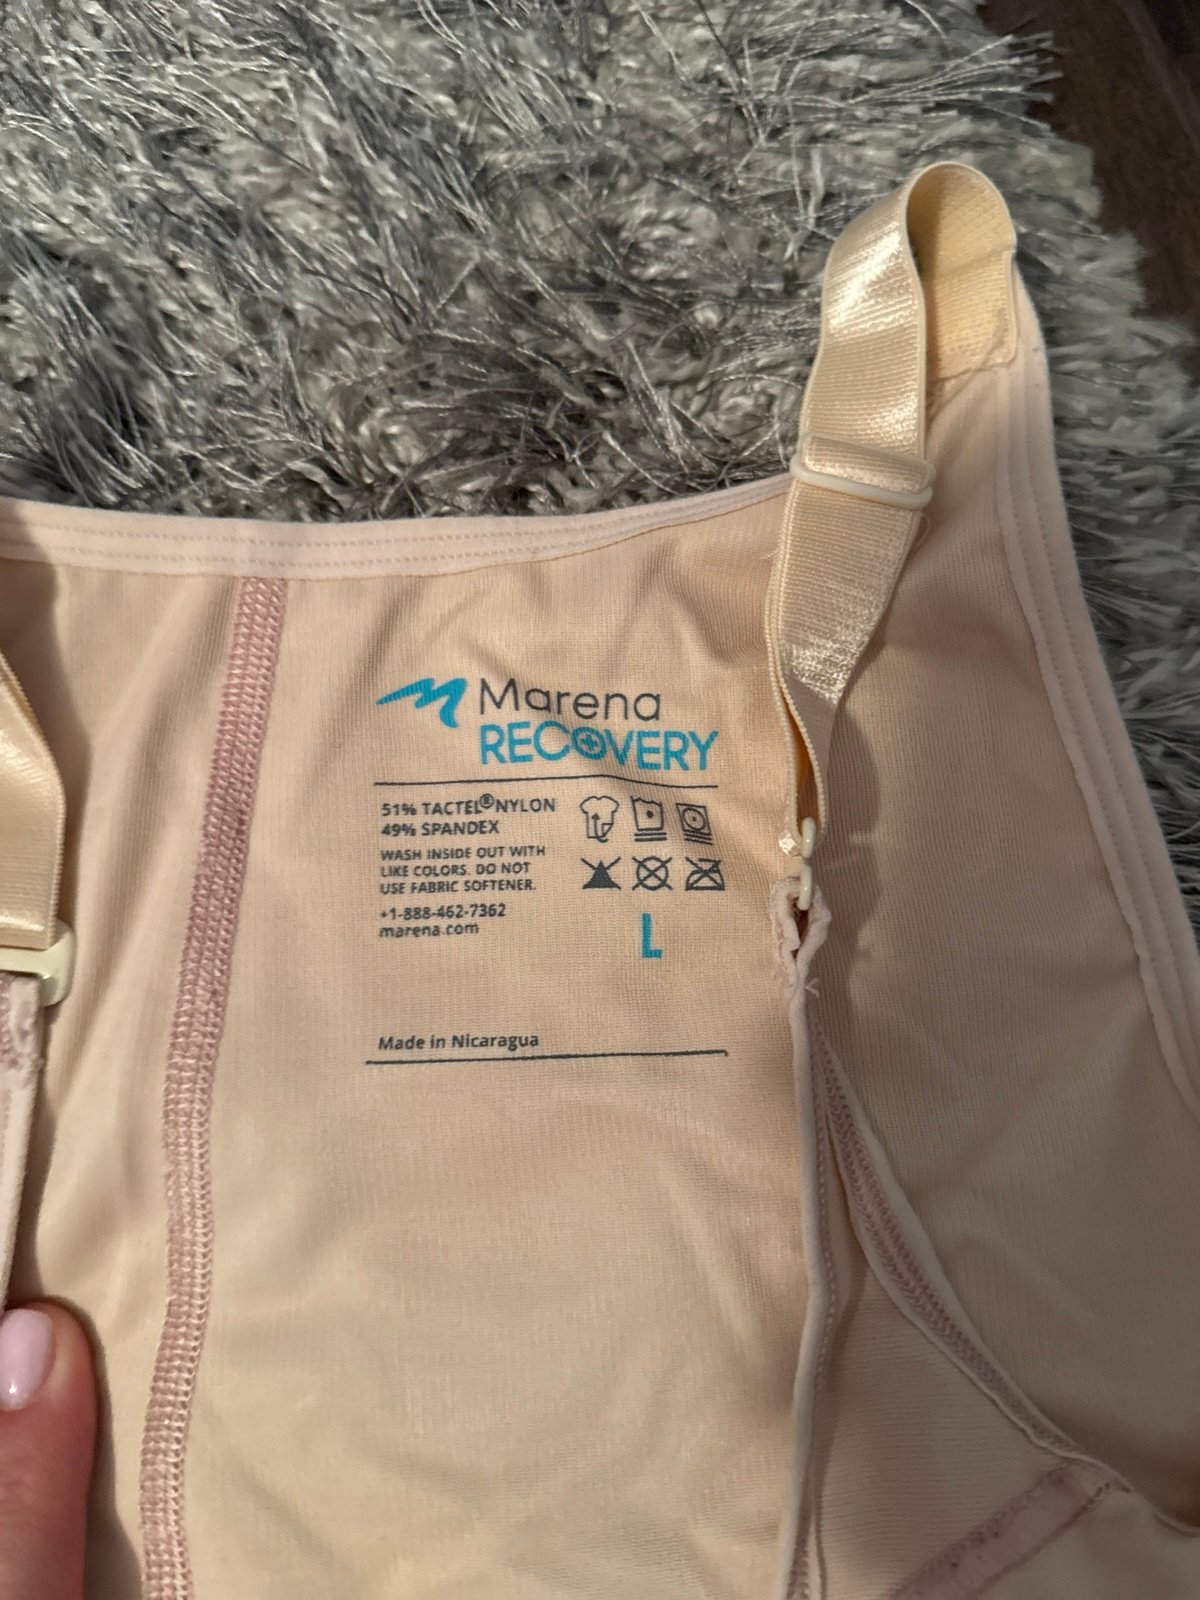 Marena
RECOVERY
51% TACTEL® NYLON
49% SPANDEX
WASH INSIDE OUT WITH
LIKE COLORS. DO NOT
USE FABRIC SOFTENER.
+1-888-462-7362
marena.com
L
Made in Nicaragua